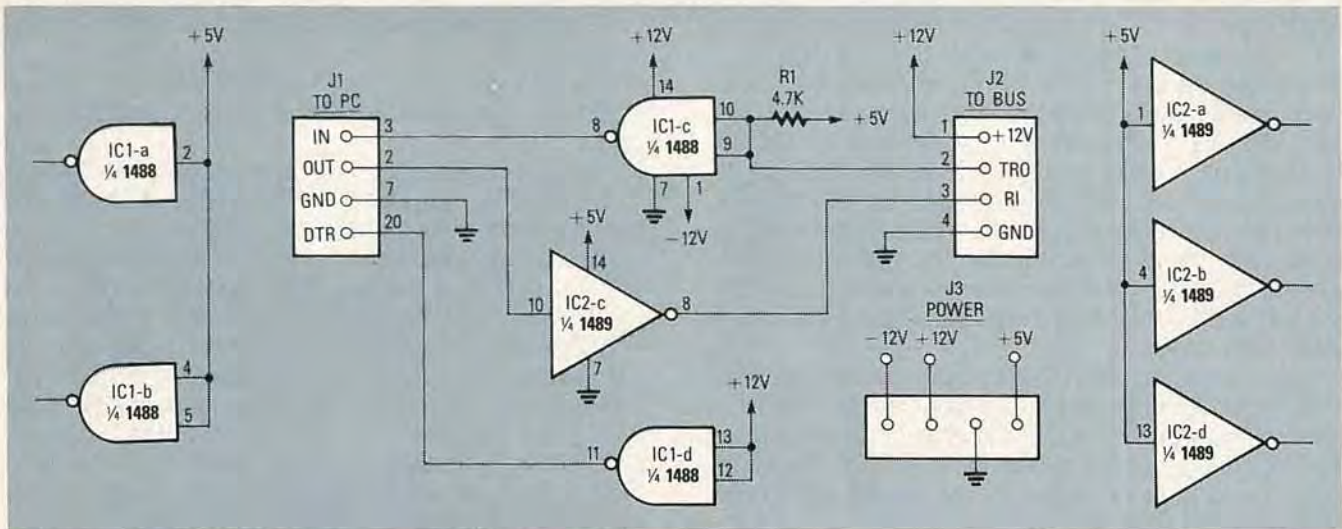 +5V
IC1-a
¼ 1488
2
IC1-b
¼ 1488
4
5
J1
TO PC
IN
3
OUT
2
GND
7
DTR
20
+12V
14
IC1-c
¼ 1488
8
10
9
7
1
-12V
R1
4.7K
+5V
+5V
14
IC2-c
¼ 1489
10
8
7
+12V
IC1-d
¼ 1488
11
13
12
+12V
J2
TO BUS
1
+12V
2
TRO
3
RI
4
GND
J3
POWER
-12V +12V +5V
+5V
1
IC2-a
¼ 1489
4
IC2-b
¼ 1489
13
IC2-d
¼ 1489